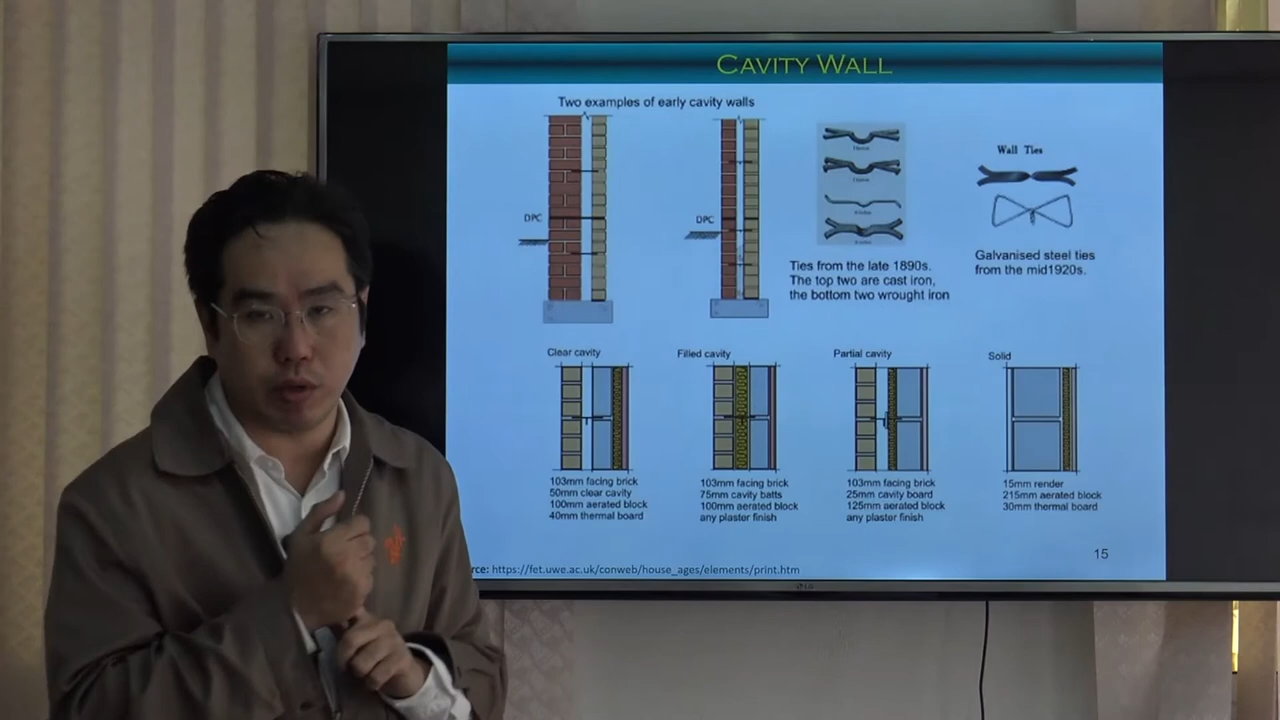 CAVITY WALL
Two examples of early cavity walls
DPC
DPC
Wall Ties
Ties from the late 1890s.
The top two are cast iron,
the bottom two wrought iron
Galvanised steel ties
from the mid1920s.
Clear cavity
103mm facing brick
50mm clear cavity
100mm aerated block
40mm thermal board
Filled cavity
103mm facing brick
75mm cavity batts
100mm aerated block
any plaster finish
Partial cavity
103mm facing brick
25mm cavity board
125mm aerated block
any plaster finish
Solid
15mm render
215mm aerated block
30mm thermal board
15
rce: https://fet.uwe.ac.uk/conweb/house_ages/elements/print.htm
LG